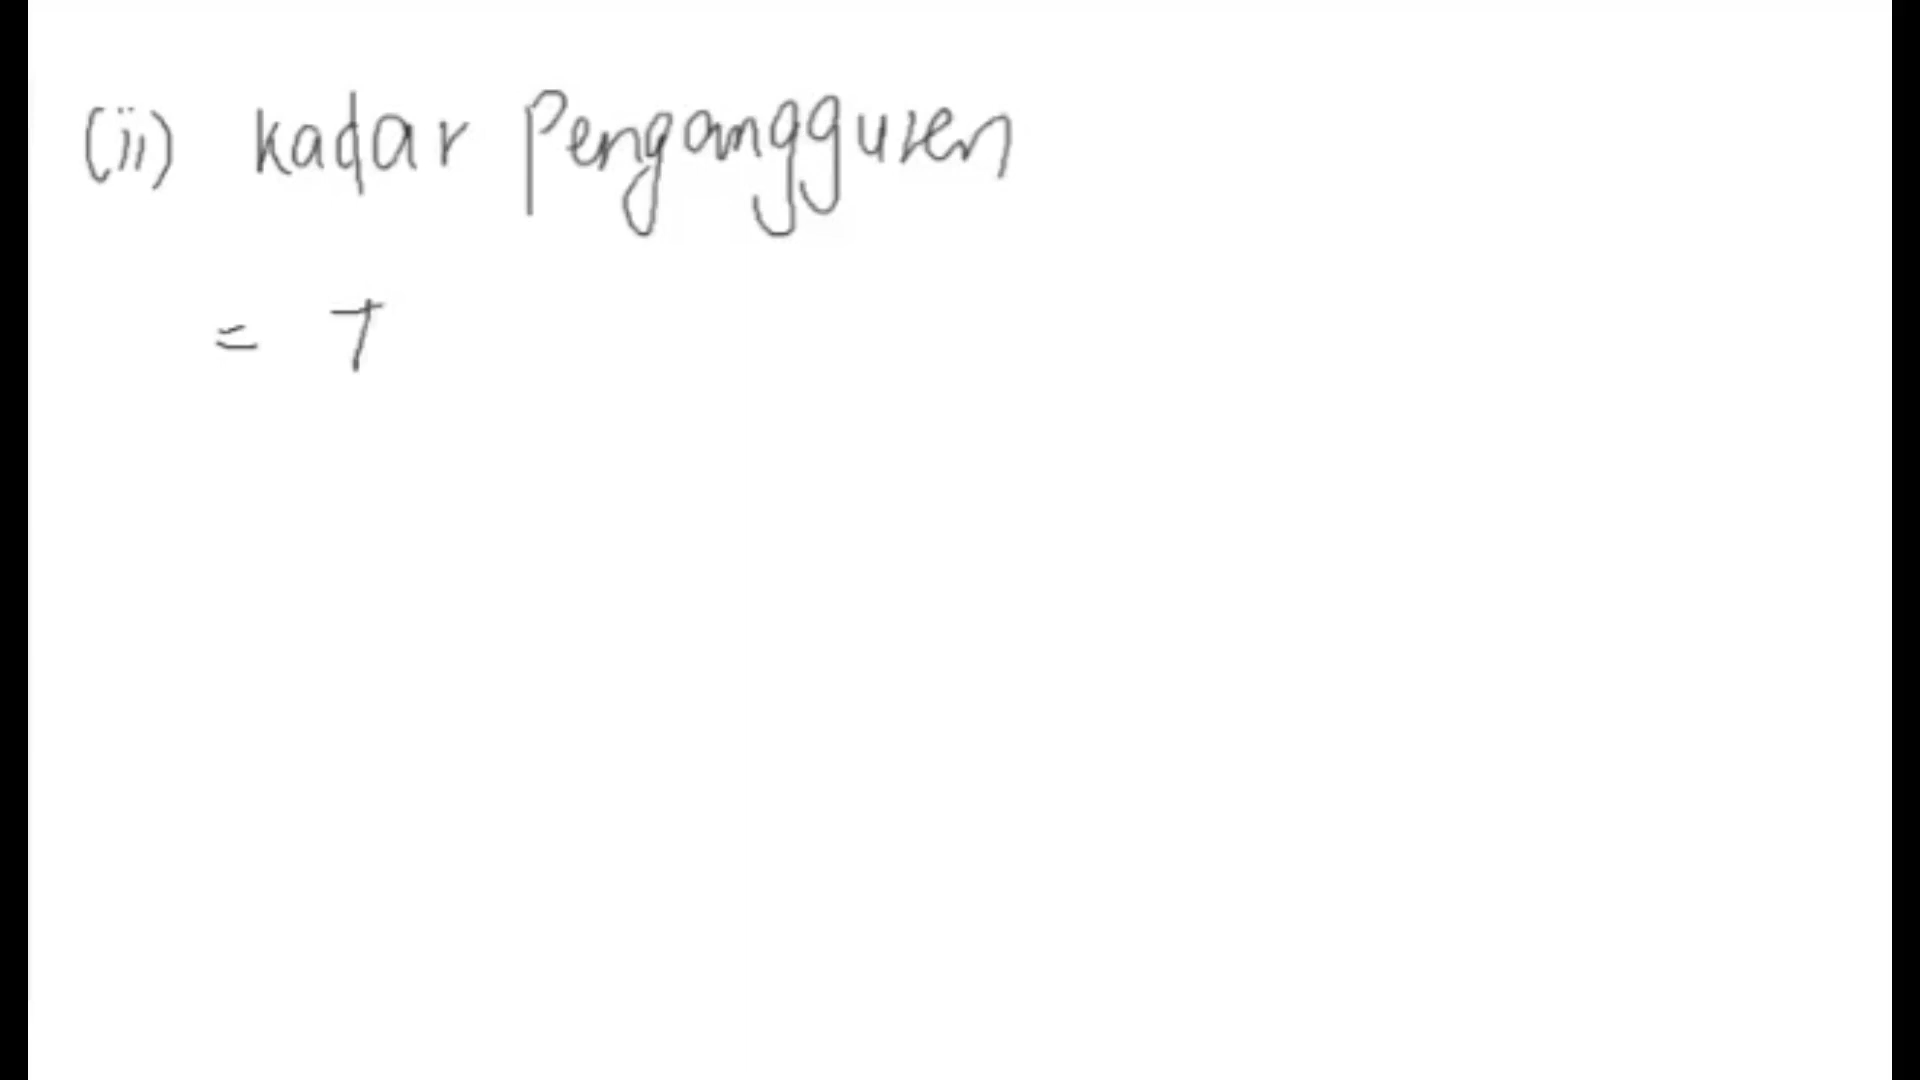 (ii) kadar Pengangguran
= T